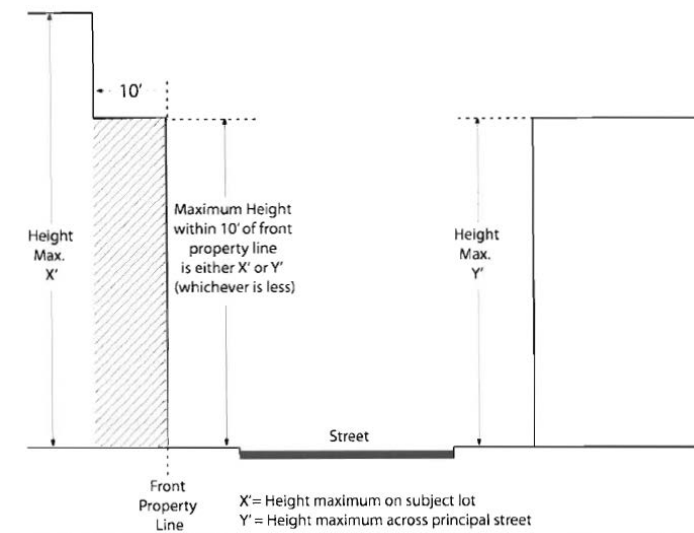 10'
Maximum Height
within 10' of front
property line
is either X' or Y'
(whichever is less)
Height
Max.
X'
Height
Max.
Y'
Street
Front
Property
Line
X'= Height maximum on subject lot
Y' = Height maximum across principal street